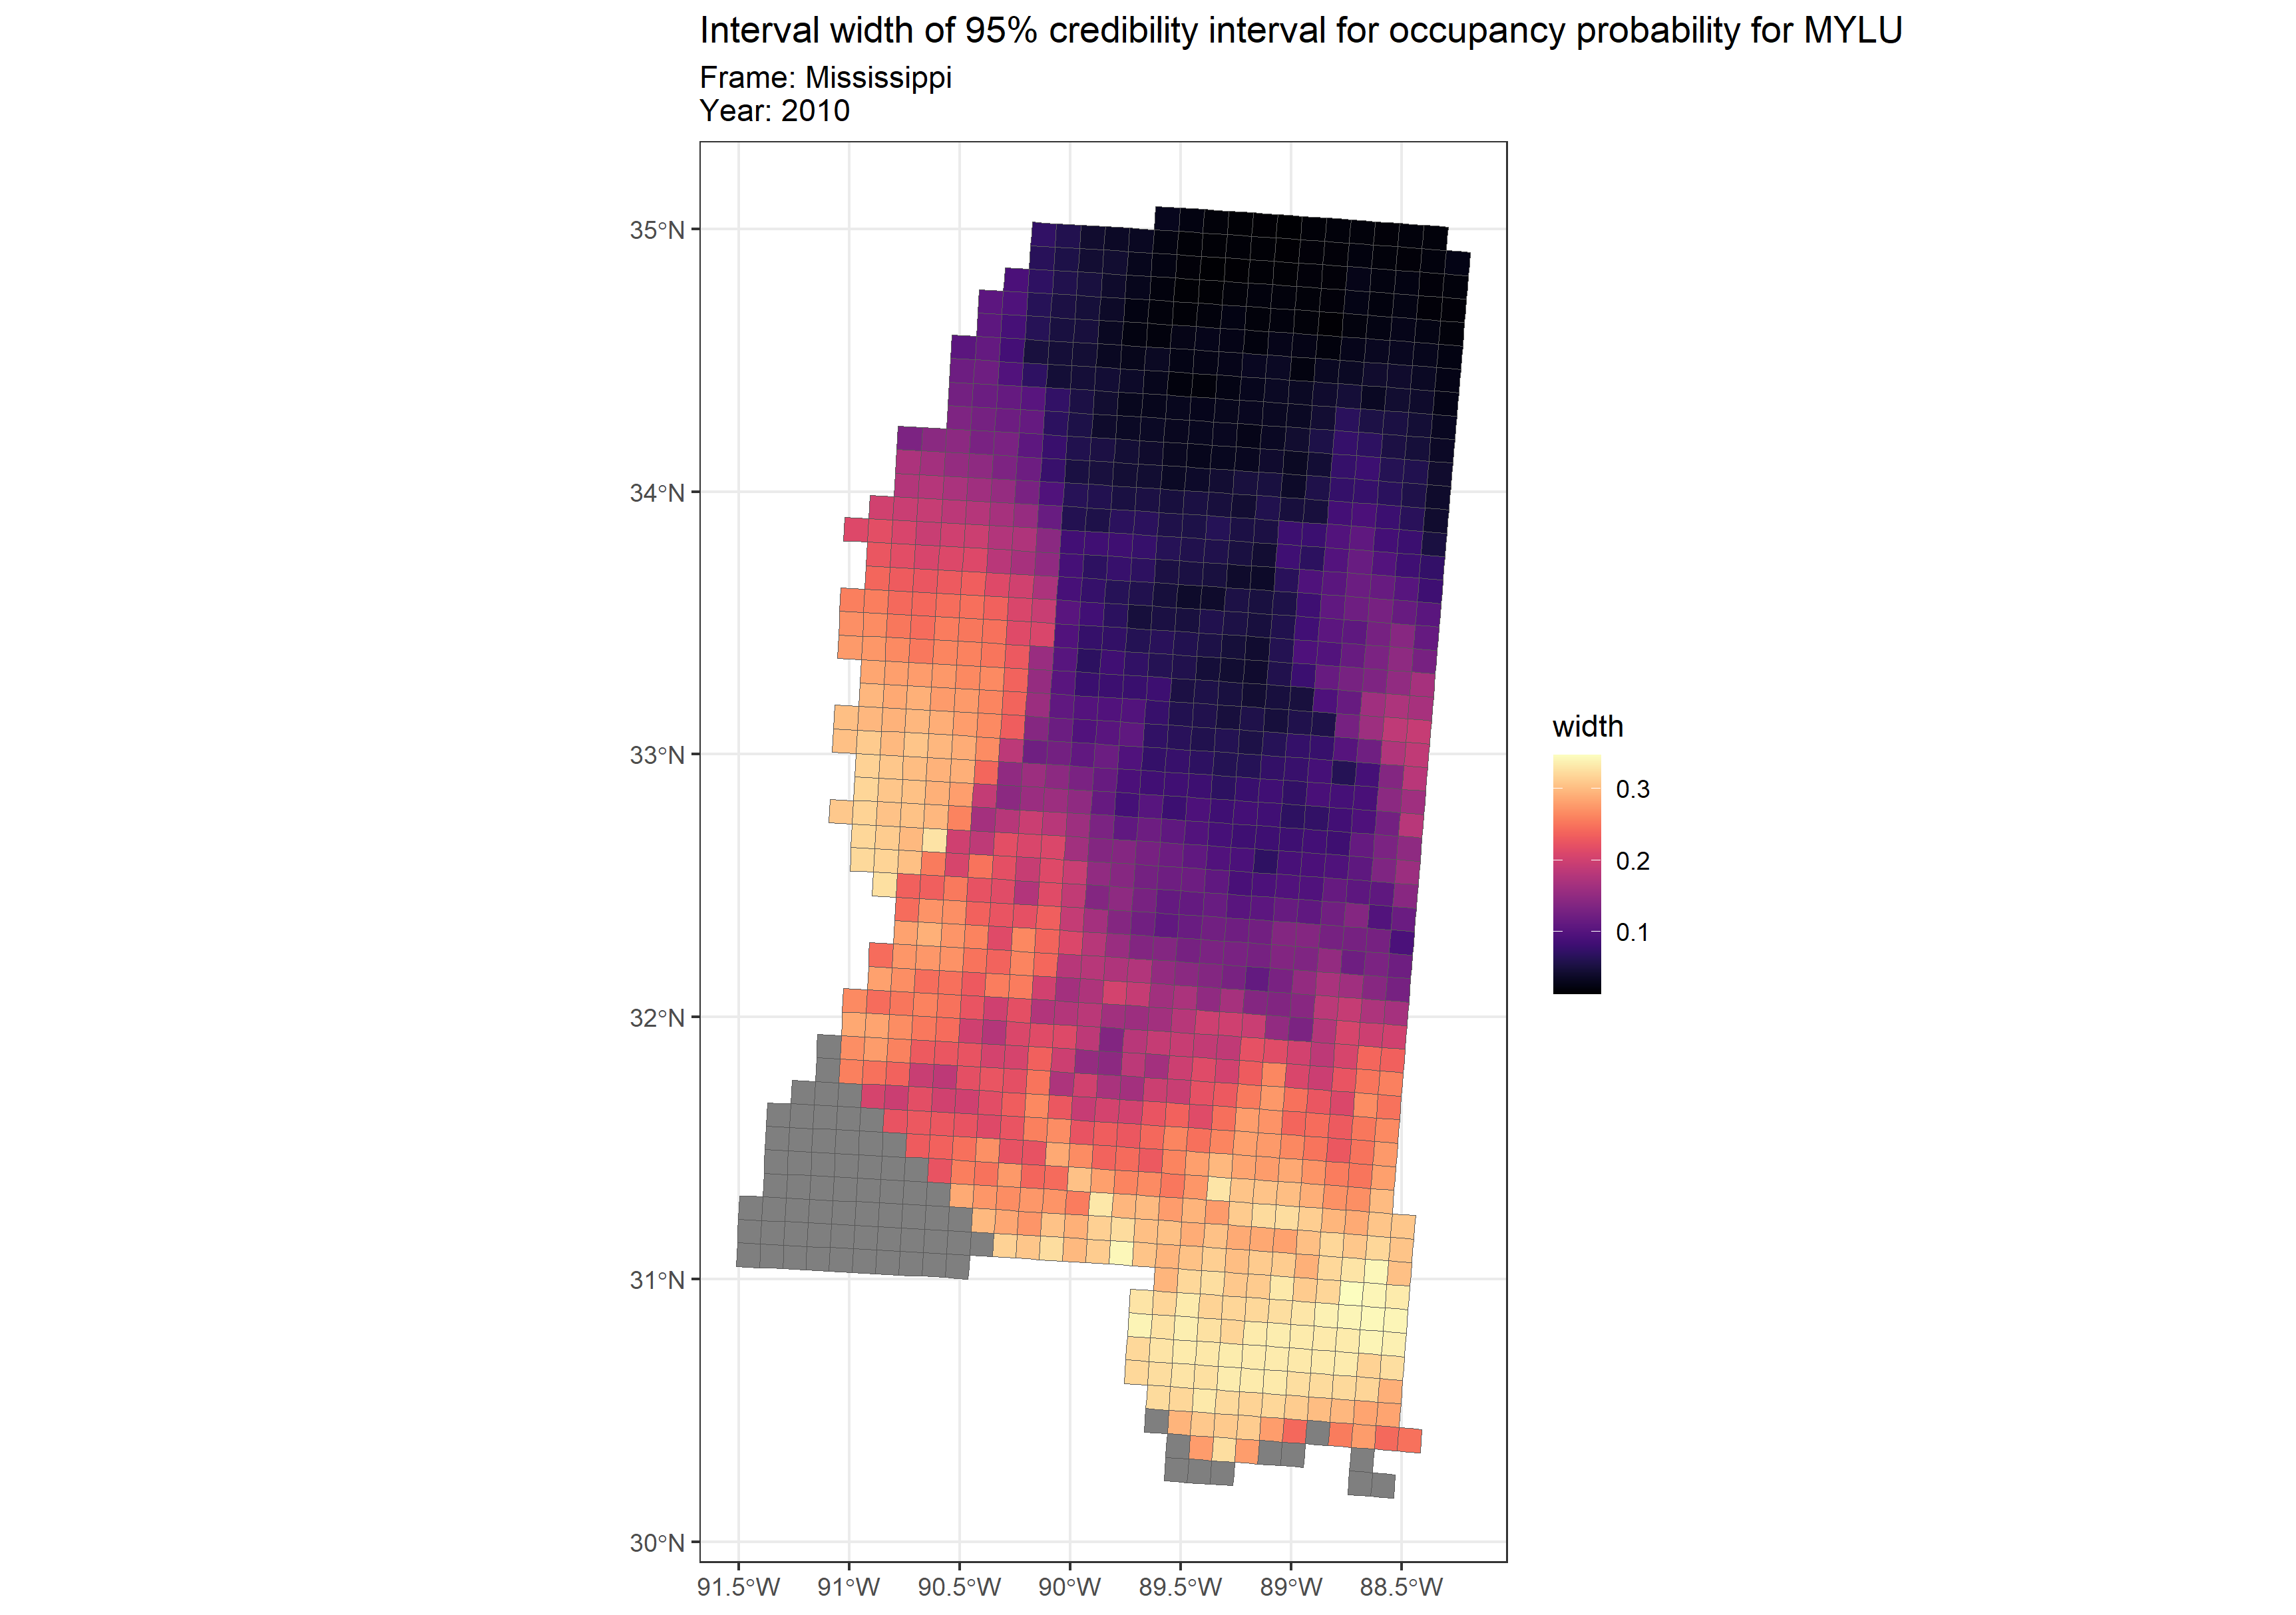 Interval width of 95% credibility interval for occupancy probability for MYLU
Frame: Mississippi
Year: 2010
35°N
34°N
33°N
32°N
31°N
30°N
91.5°W
91°W
90.5°W
90°W
89.5°W
89°W
88.5°W
width
0.3
0.2
0.1